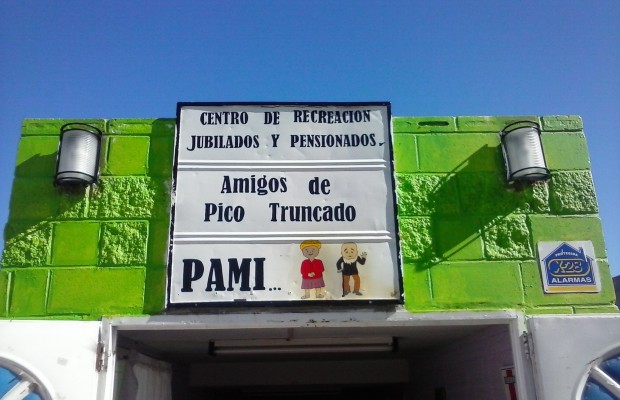 CENTRO DE RECREACION
JUBILADOS Y PENSIONADOS.
Amigos de
Pico Truncado
PAMI...
X-28
ALARMAS